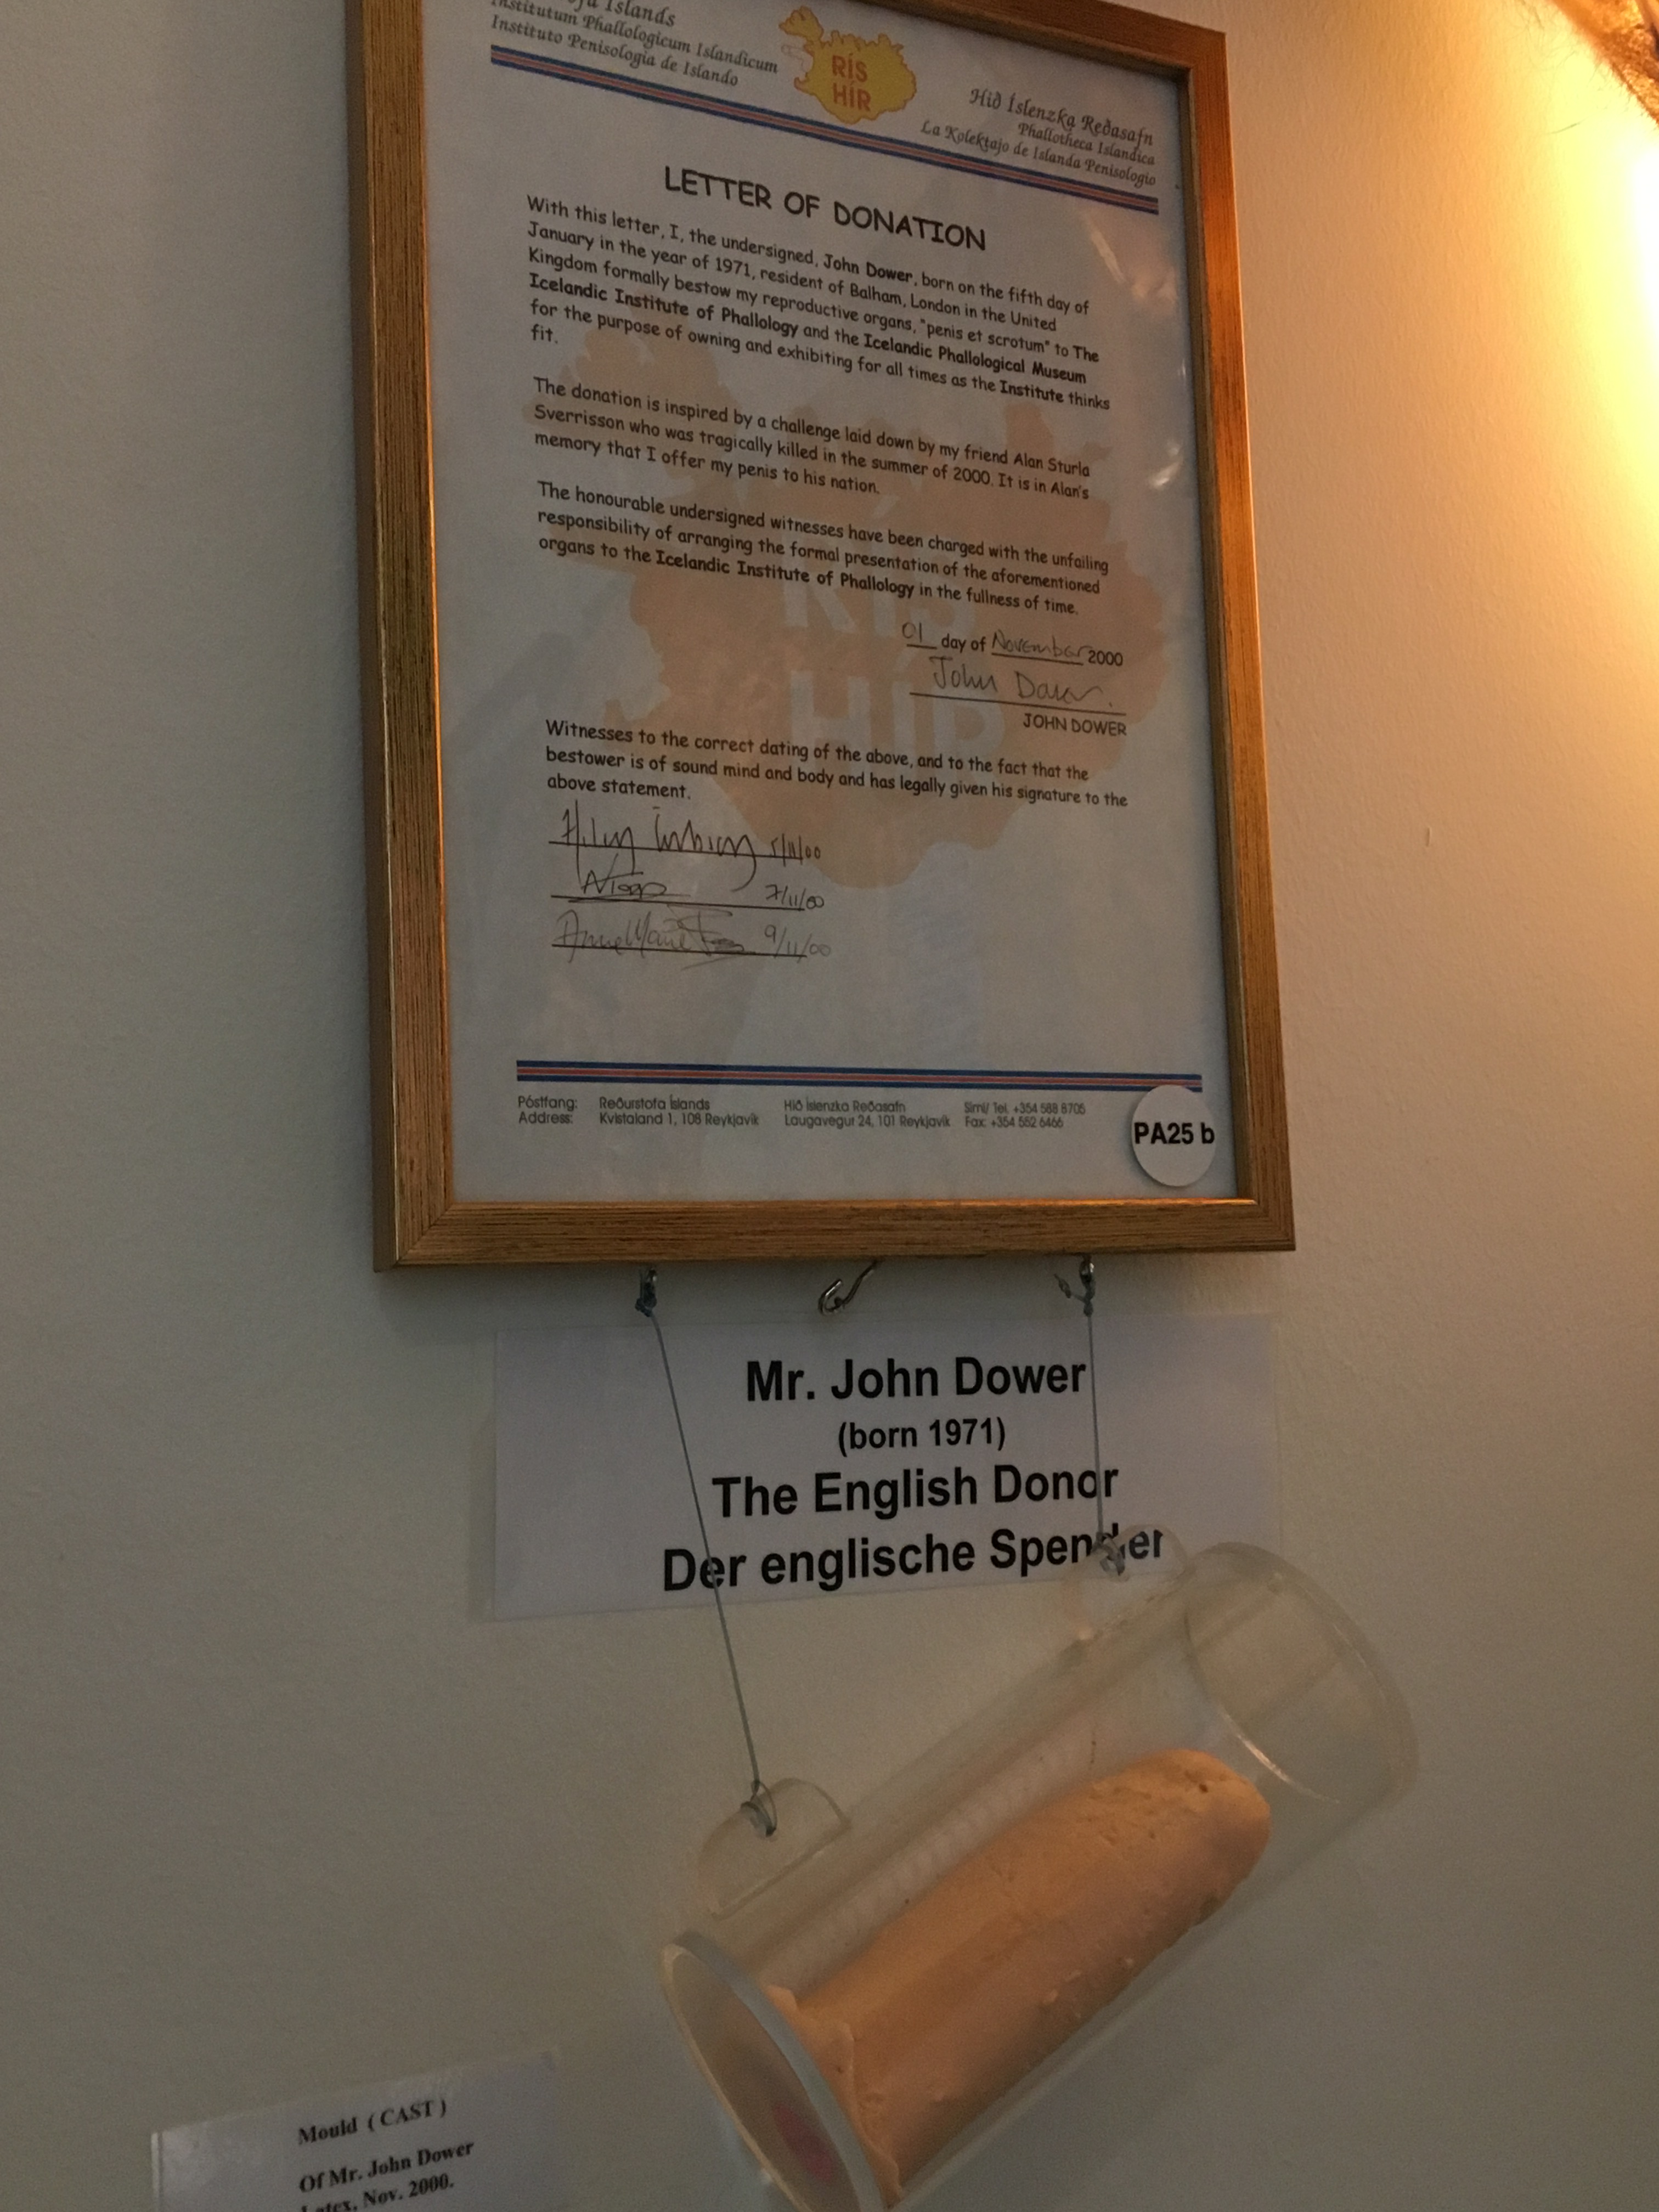 Islands
Institutum Phallologicum Islandicum
Instituto Penisologia de Islando
RÍS
HÍR
Hið Íslenzka Reðasafn
Phallotheca Islandica
La Kolektajo de Islanda Penisologio
LETTER OF DONATION
With this letter, I, the undersigned, John Dower, born on the fifth day of
January in the year of 1971, resident of Balham, London in the United
Kingdom formally bestow my reproductive organs, "penis et scrotum" to The
Icelandic Institute of Phallology and the Icelandic Phallological Museum
for the purpose of owning and exhibiting for all times as the Institute thinks
fit.
The donation is inspired by a challenge laid down by my friend Alan Sturla
Sverrisson who was tragically killed in the summer of 2000. It is in Alan's
memory that I offer my penis to his nation.
The honourable undersigned witnesses have been charged with the unfailing
responsibility of arranging the formal presentation of the aforementioned
organs to the Icelandic Institute of Phallology in the fullness of time.
01 day of November 2000
John Dower
JOHN DOWER
Witnesses to the correct dating of the above, and to the fact that the
bestower is of sound mind and body and has legally given his signature to the
above statement.
5/11/00
7/11/00
9/11/00
Póstfang: Reðurstofa Íslands Hið Íslenzka Reðasafn Sími/ Tel. +354 588 8705
Address: Kvistaland 1, 108 Reykjavík Laugavegur 24, 101 Reykjavík Fax: +354 552 6466
PA25 b
Mr. John Dower
(born 1971)
The English Donor
Der englische Spender
Mould (CAST)
Of Mr. John Dower
Latex, Nov. 2000.